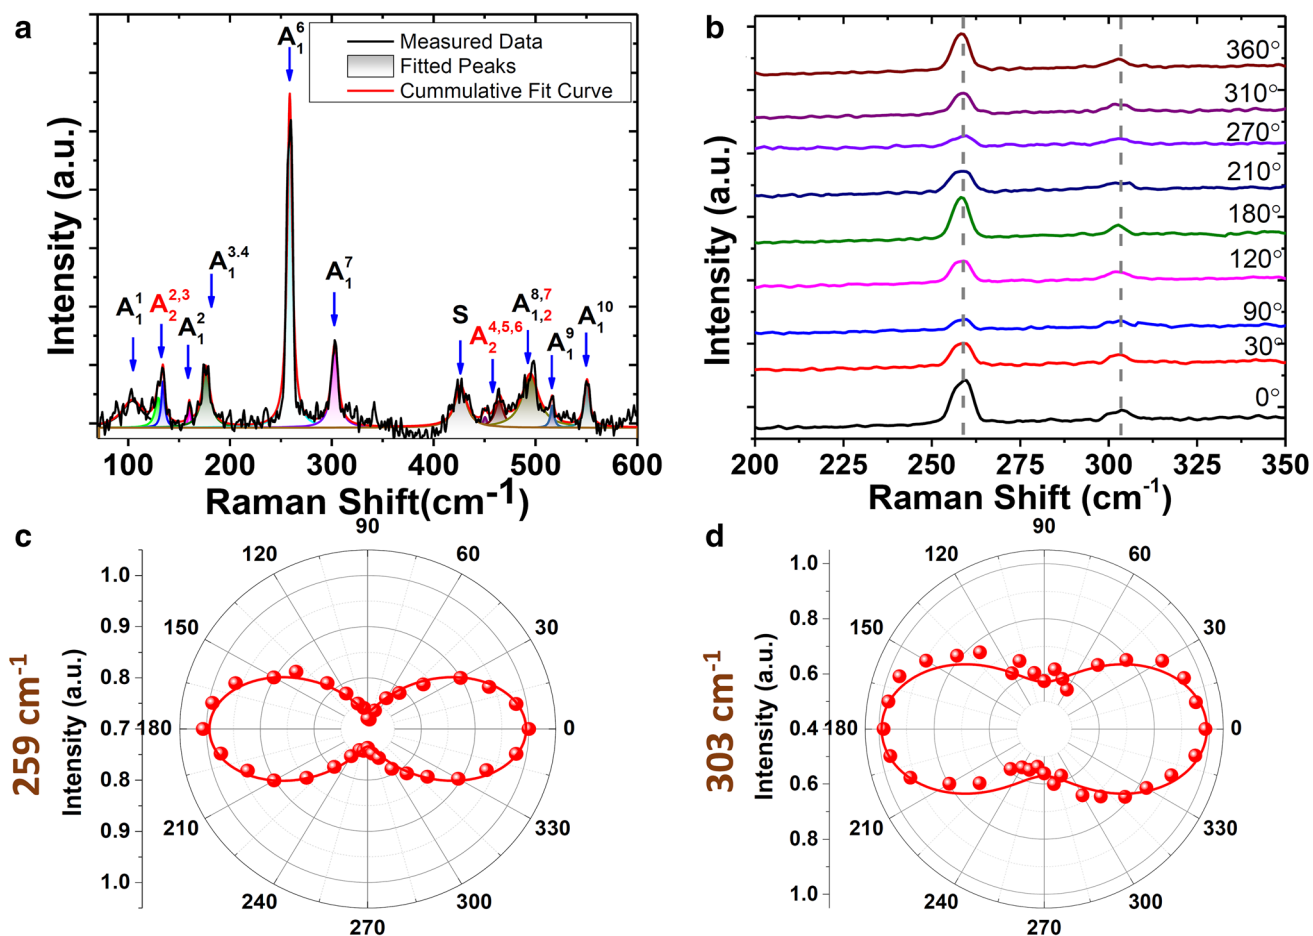 a
Intensity (a.u.)
A₁⁶
Measured Data
Fitted Peaks
Cummulative Fit Curve
A₁¹
A₂²,³
A₁²
A₁³·⁴
A₁⁷
S
A₂⁴,⁵,⁶
A₁,₂⁸,⁷
A₁⁹
A₁¹⁰
100 200 300 400 500 600
Raman Shift(cm⁻¹)
b
Intensity (a.u.)
360°
310°
270°
210°
180°
120°
90°
30°
0°
200 225 250 275 300 325 350
Raman Shift (cm⁻¹)
c
259 cm⁻¹
Intensity (a.u.)
1.0
0.9
0.8
0.7
0.8
0.9
1.0
90
120 60
150 30
180 0
210 330
240 300
270
d
303 cm⁻¹
Intensity (a.u.)
1.0
0.8
0.6
0.4
0.6
0.8
1.0
90
120 60
150 30
180 0
210 330
240 300
270